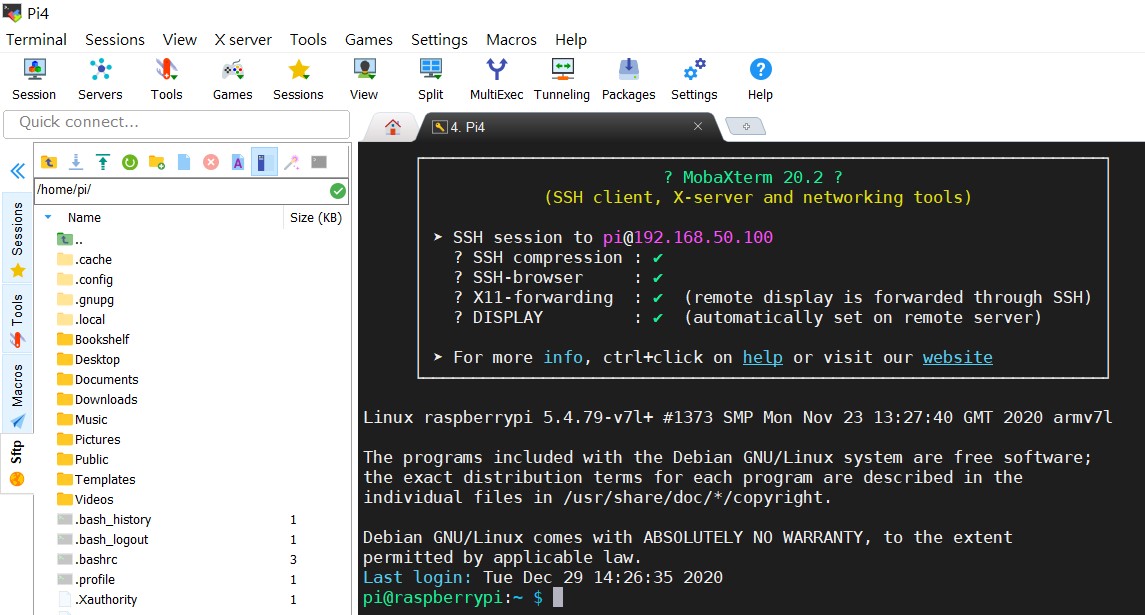 Pi4
Terminal Sessions View X server Tools Games Settings Macros Help
Session Servers Tools Games Sessions View Split MultiExec Tunneling Packages Settings Help
Quick connect...
4. Pi4
/home/pi/
Name Size (KB)
..
.cache
.config
.gnupg
.local
Bookshelf
Desktop
Documents
Downloads
Music
Pictures
Public
Templates
Videos
.bash_history 1
.bash_logout 1
.bashrc 3
.profile 1
.Xauthority 1
Sessions
Tools
Macros
Sftp
? MobaXterm 20.2 ?
(SSH client, X-server and networking tools)
➤ SSH session to pi@192.168.50.100
? SSH compression : ✔
? SSH-browser : ✔
? X11-forwarding : ✔ (remote display is forwarded through SSH)
? DISPLAY : ✔ (automatically set on remote server)
➤ For more info, ctrl+click on help or visit our website
Linux raspberrypi 5.4.79-v7l+ #1373 SMP Mon Nov 23 13:27:40 GMT 2020 armv7l
The programs included with the Debian GNU/Linux system are free software;
the exact distribution terms for each program are described in the
individual files in /usr/share/doc/*/copyright.
Debian GNU/Linux comes with ABSOLUTELY NO WARRANTY, to the extent
permitted by applicable law.
Last login: Tue Dec 29 14:26:35 2020
pi@raspberrypi:~ $